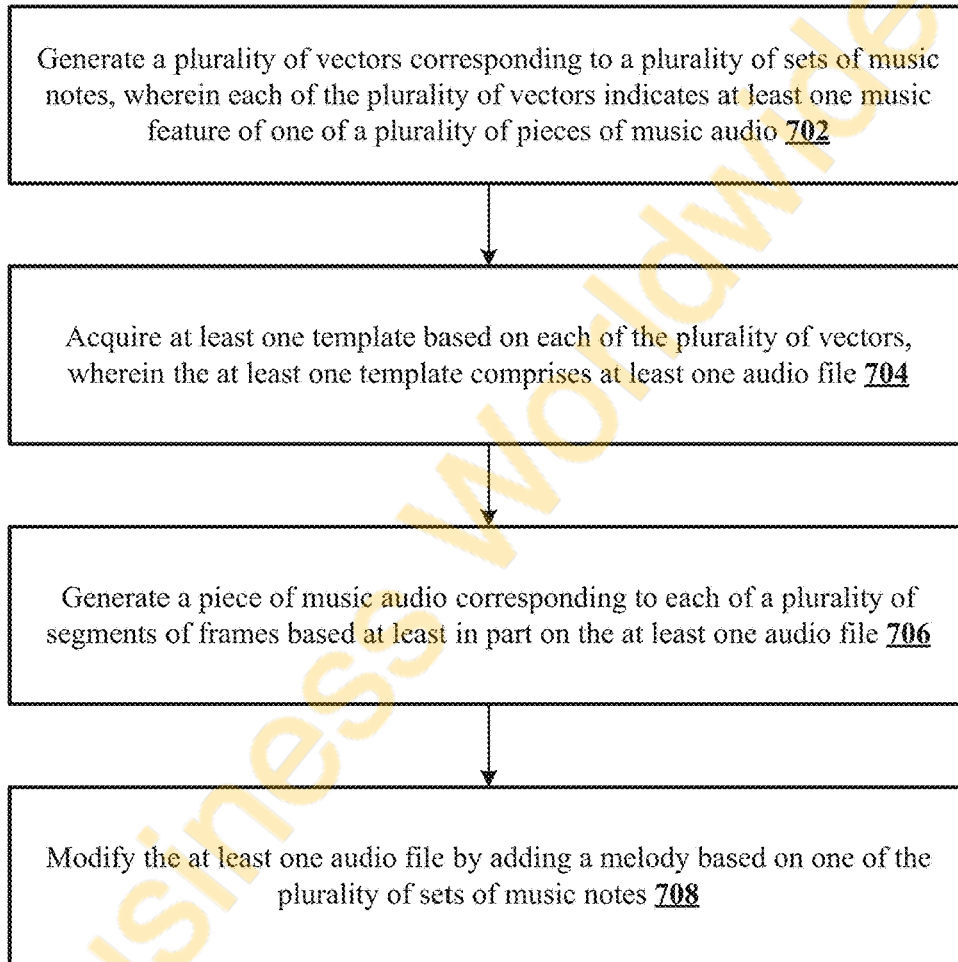 Generate a plurality of vectors corresponding to a plurality of sets of music
notes, wherein each of the plurality of vectors indicates at least one music
feature of one of a plurality of pieces of music audio 702
Acquire at least one template based on each of the plurality of vectors,
wherein the at least one template comprises at least one audio file 704
Generate a piece of music audio corresponding to each of a plurality of
segments of frames based at least in part on the at least one audio file 706
Modify the at least one audio file by adding a melody based on one of the
plurality of sets of music notes 708
usiness Worldwide